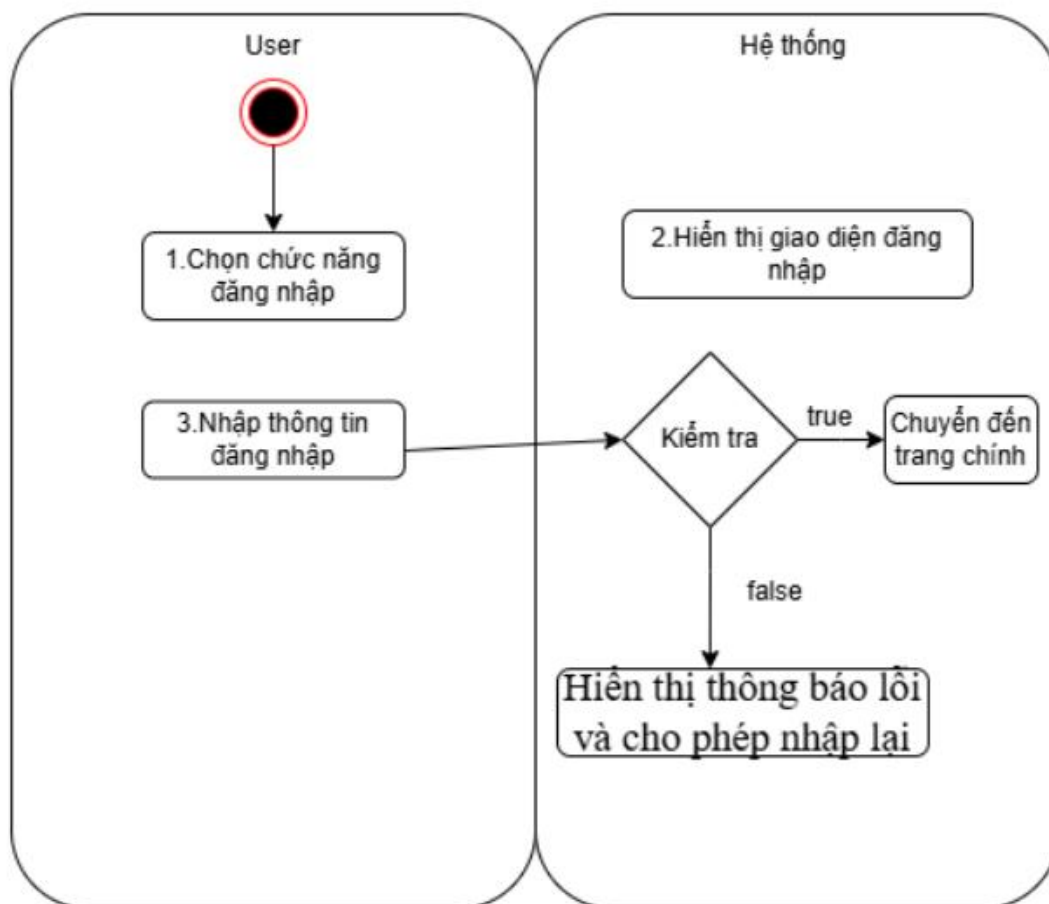 User
Hệ thống
1.Chọn chức năng
đăng nhập
2.Hiển thị giao diện đăng
nhập
3.Nhập thông tin
đăng nhập
Kiểm tra
true
Chuyển đến
trang chính
false
Hiển thị thông báo lỗi
và cho phép nhập lại